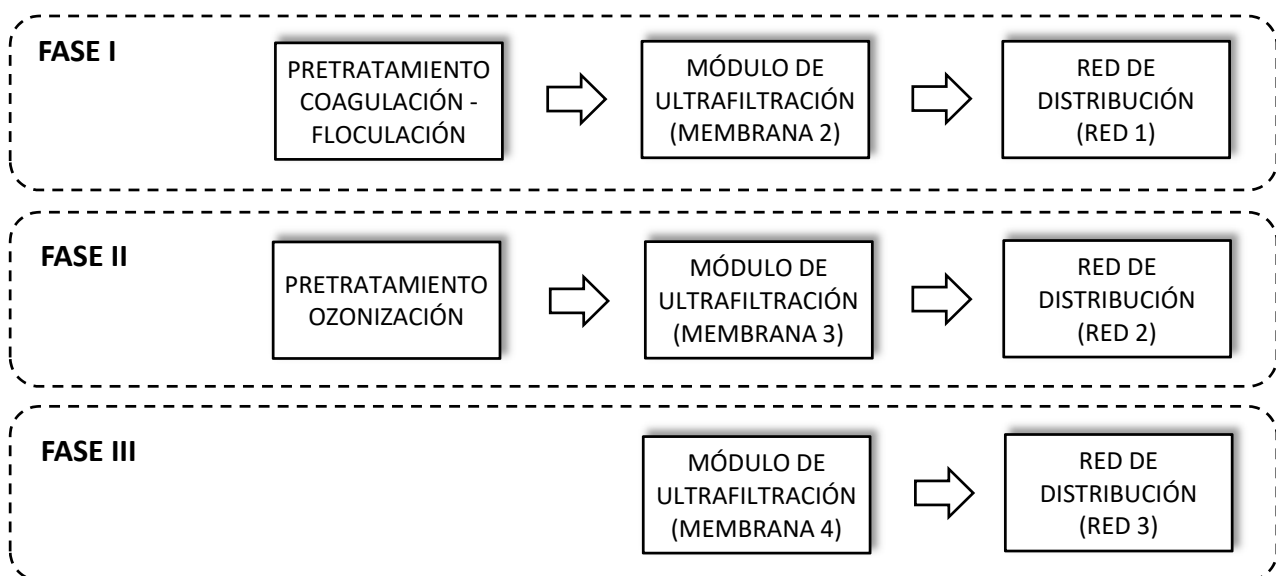 FASE I
PRETRATAMIENTO
COAGULACIÓN -
FLOCULACIÓN
MÓDULO DE
ULTRAFILTRACIÓN
(MEMBRANA 2)
RED DE
DISTRIBUCIÓN
(RED 1)
FASE II
PRETRATAMIENTO
OZONIZACIÓN
MÓDULO DE
ULTRAFILTRACIÓN
(MEMBRANA 3)
RED DE
DISTRIBUCIÓN
(RED 2)
FASE III
MÓDULO DE
ULTRAFILTRACIÓN
(MEMBRANA 4)
RED DE
DISTRIBUCIÓN
(RED 3)